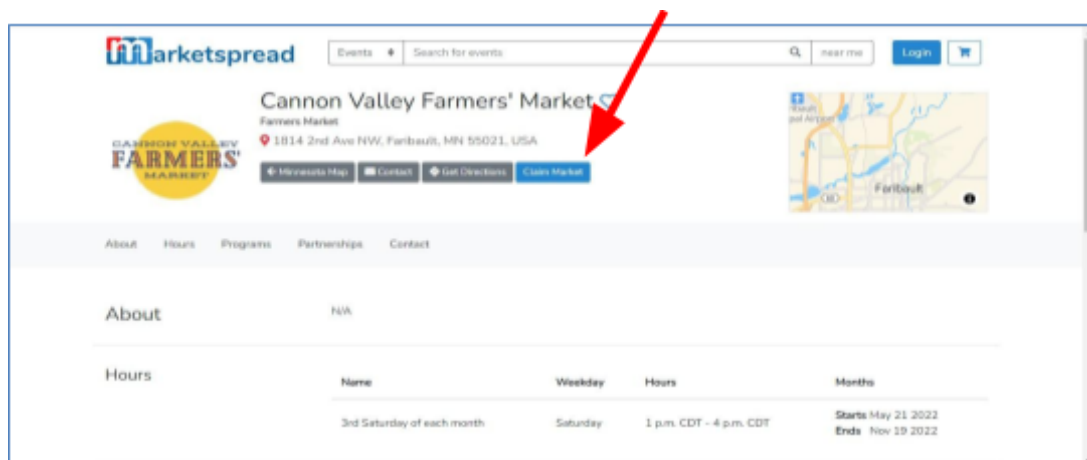 marketspread
Events Search for events near me Login
Cannon Valley Farmers' Market
Farmers Market
1814 2nd Ave NW, Faribault, MN 55021, USA
CANNON VALLEY
FARMERS'
MARKET
Minnesota Map Contact Get Directions Claim Market
Faribault
About Hours Programs Partnerships Contact
About N/A
Hours
Name Weekday Hours Months
3rd Saturday of each month Saturday 1 p.m. CDT - 4 p.m. CDT Starts May 21 2022
Ends Nov 19 2022